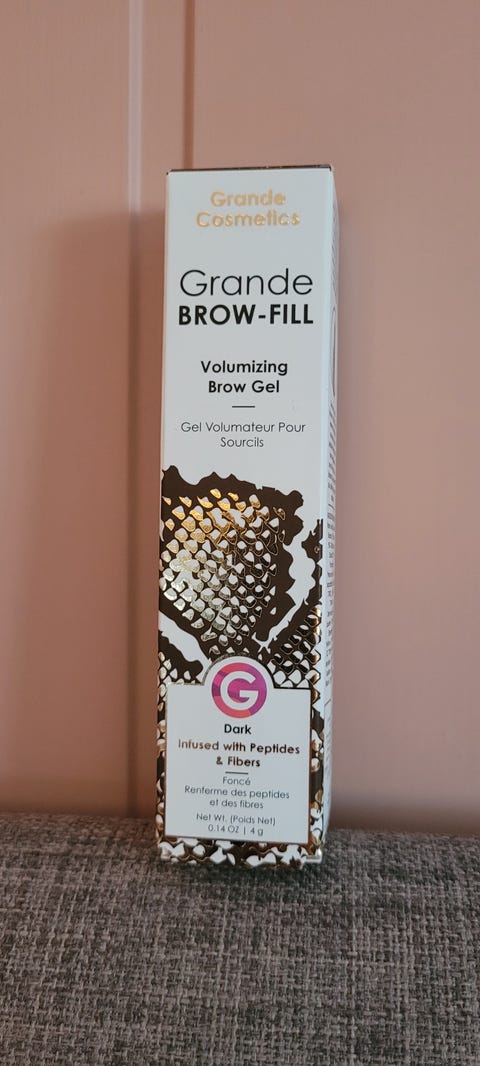 Grande
Cosmetics
Grande
BROW-FILL
Volumizing
Brow Gel
Gel Volumateur Pour
Sourcils
G
Dark
Infused with Peptides
& Fibers
Foncé
Renferme des peptides
et des fibres
Net Wt. (Poids Net)
0.14 OZ | 4 g